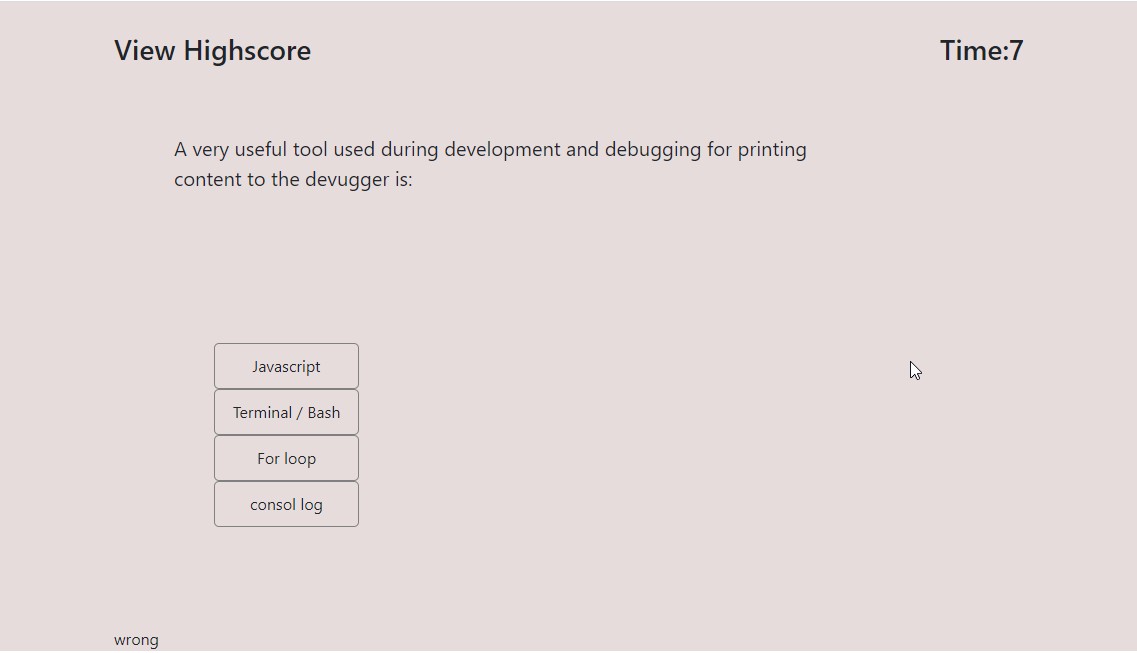 View Highscore
Time:7
A very useful tool used during development and debugging for printing
content to the devugger is:
Javascript
Terminal / Bash
For loop
consol log
wrong